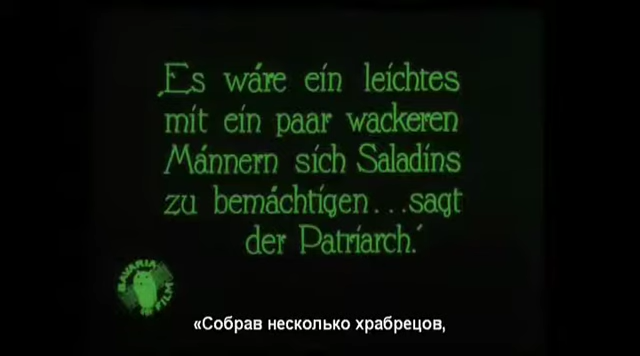 „Es wäre ein leichtes
mit ein paar wackeren
Männern sich Saladins
zu bemächtigen...sagt
der Patriarch.“
BAVARIA
FILM
«Собрав несколько храбрецов,